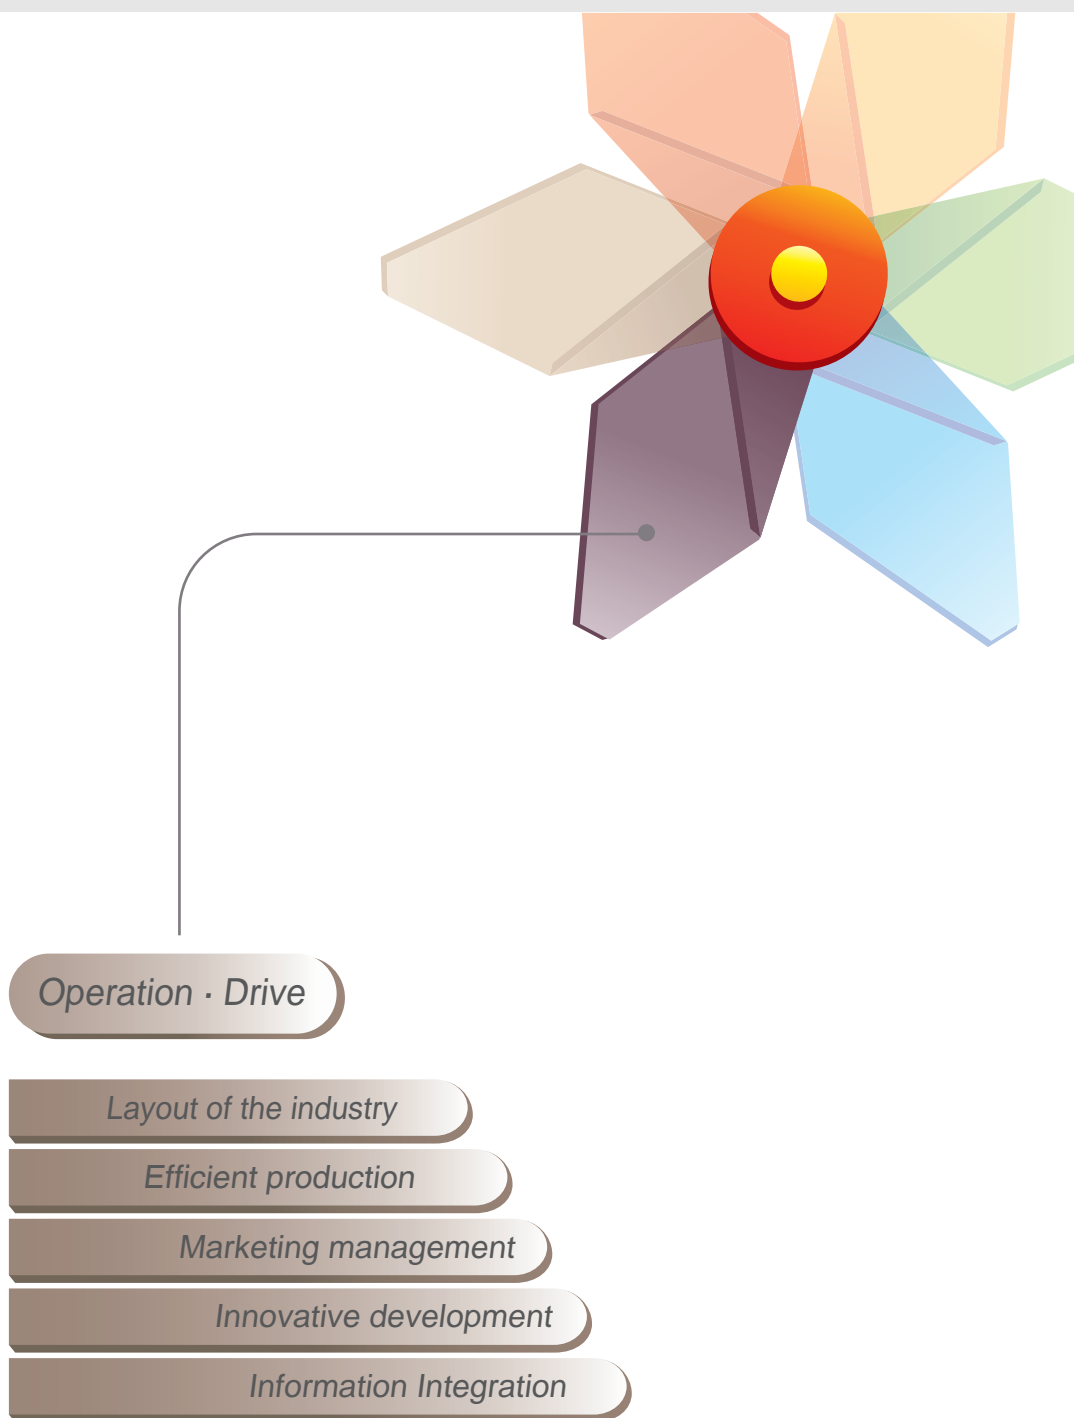 Operation · Drive
Layout of the industry
Efficient production
Marketing management
Innovative development
Information Integration